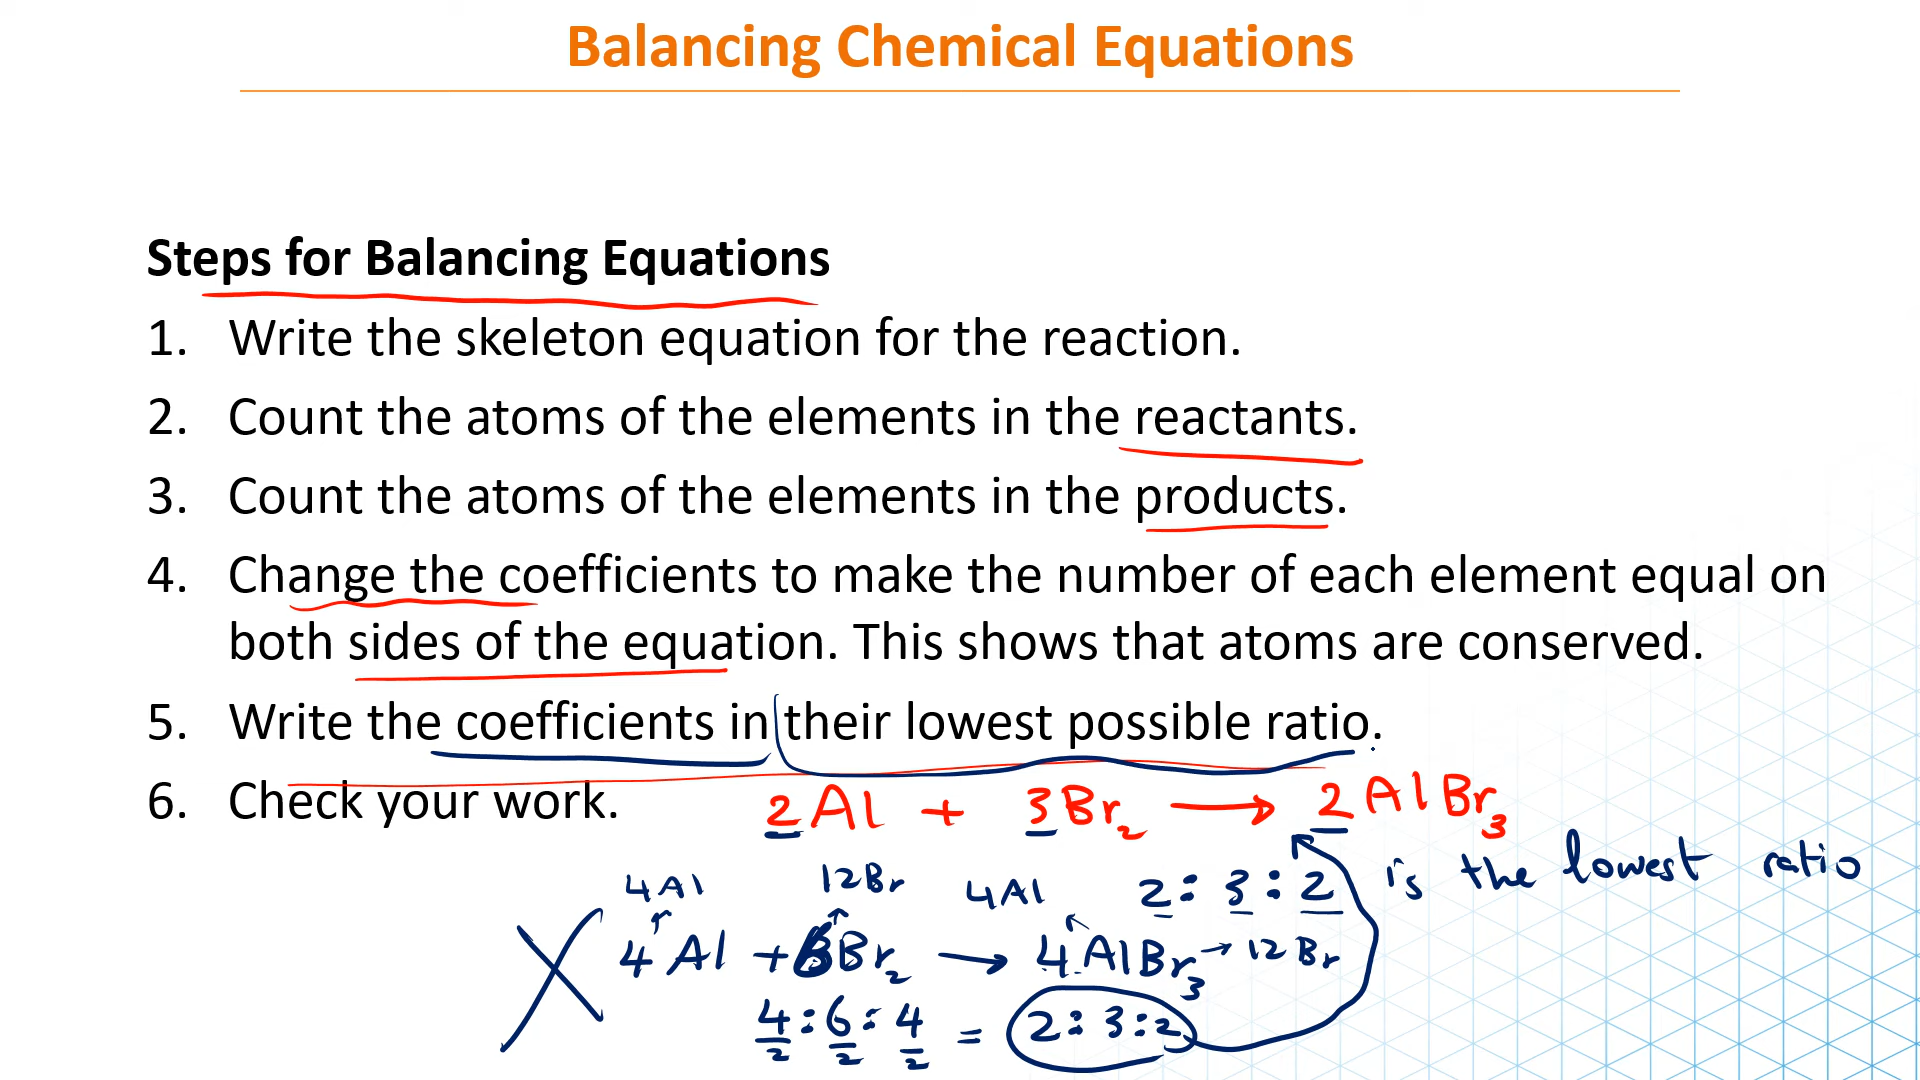 Balancing Chemical Equations
Steps for Balancing Equations
1. Write the skeleton equation for the reaction.
2. Count the atoms of the elements in the reactants.
3. Count the atoms of the elements in the products.
4. Change the coefficients to make the number of each element equal on
both sides of the equation. This shows that atoms are conserved.
5. Write the coefficients in their lowest possible ratio.
6. Check your work.
2Al + 3Br₂ → 2AlBr₃
2 : 3 : 2 is the lowest ratio
4Al 12Br 4Al
4Al + 6Br₂ → 4AlBr₃ → 12Br
4/2 : 6/2 : 4/2 = 2 : 3 : 2